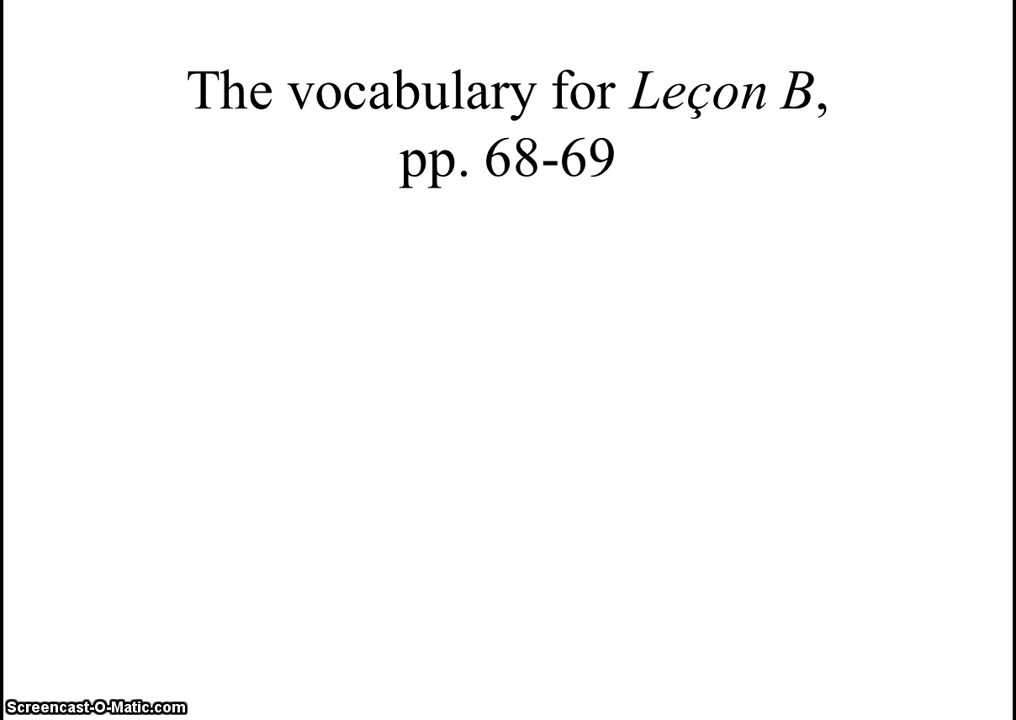 The vocabulary for Leçon B,
pp. 68-69
Screencast-O-Matic.com